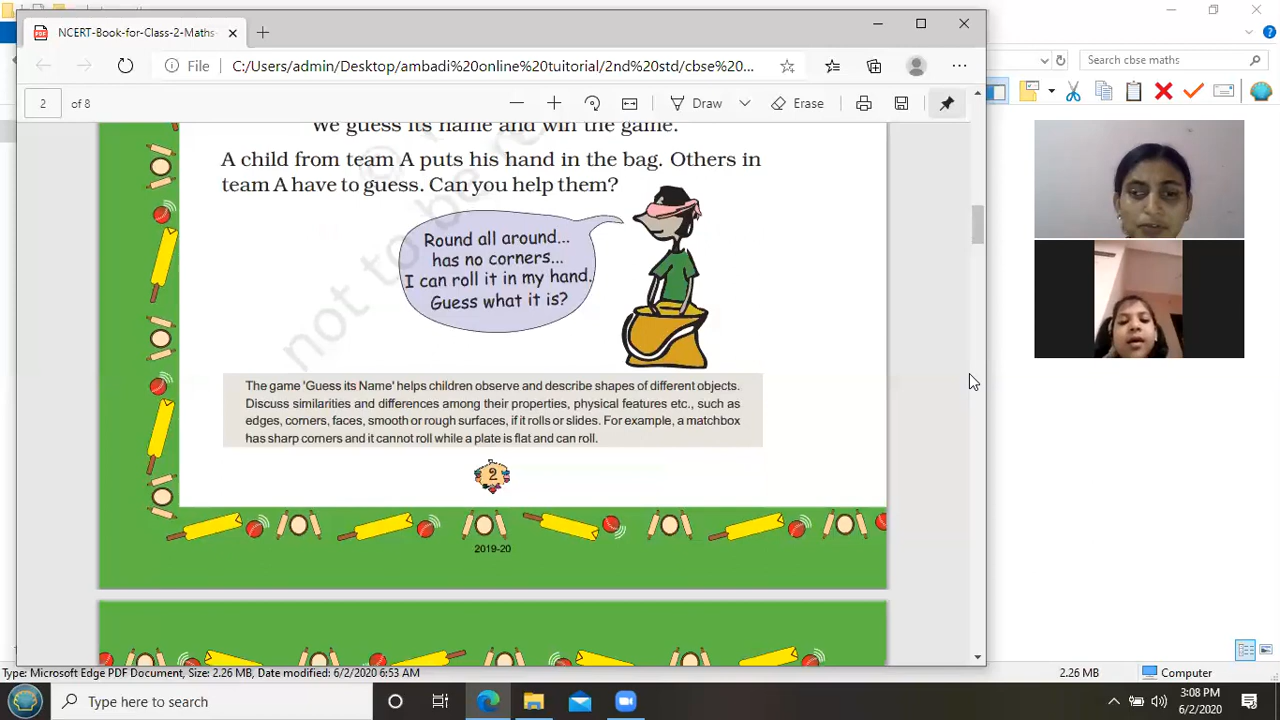 NCERT-Book-for-Class-2-Maths-
File
C:/Users/admin/Desktop/ambadi%20online%20tuitorial/2nd%20std/cbse%20...
Search cbse maths
2 of 8
Draw
Erase
We guess its name and win the game.
A child from team A puts his hand in the bag. Others in
team A have to guess. Can you help them?
Round all around...
has no corners...
I can roll it in my hand.
Guess what it is?
The game 'Guess its Name' helps children observe and describe shapes of different objects.
Discuss similarities and differences among their properties, physical features etc., such as
edges, corners, faces, smooth or rough surfaces, if it rolls or slides. For example, a matchbox
has sharp corners and it cannot roll while a plate is flat and can roll.
2
2019-20
not to be
©
Type: Microsoft Edge PDF Document, Size: 2.26 MB, Date modified: 6/2/2020 6:53 AM
2.26 MB
Computer
Type here to search
3:08 PM
6/2/2020